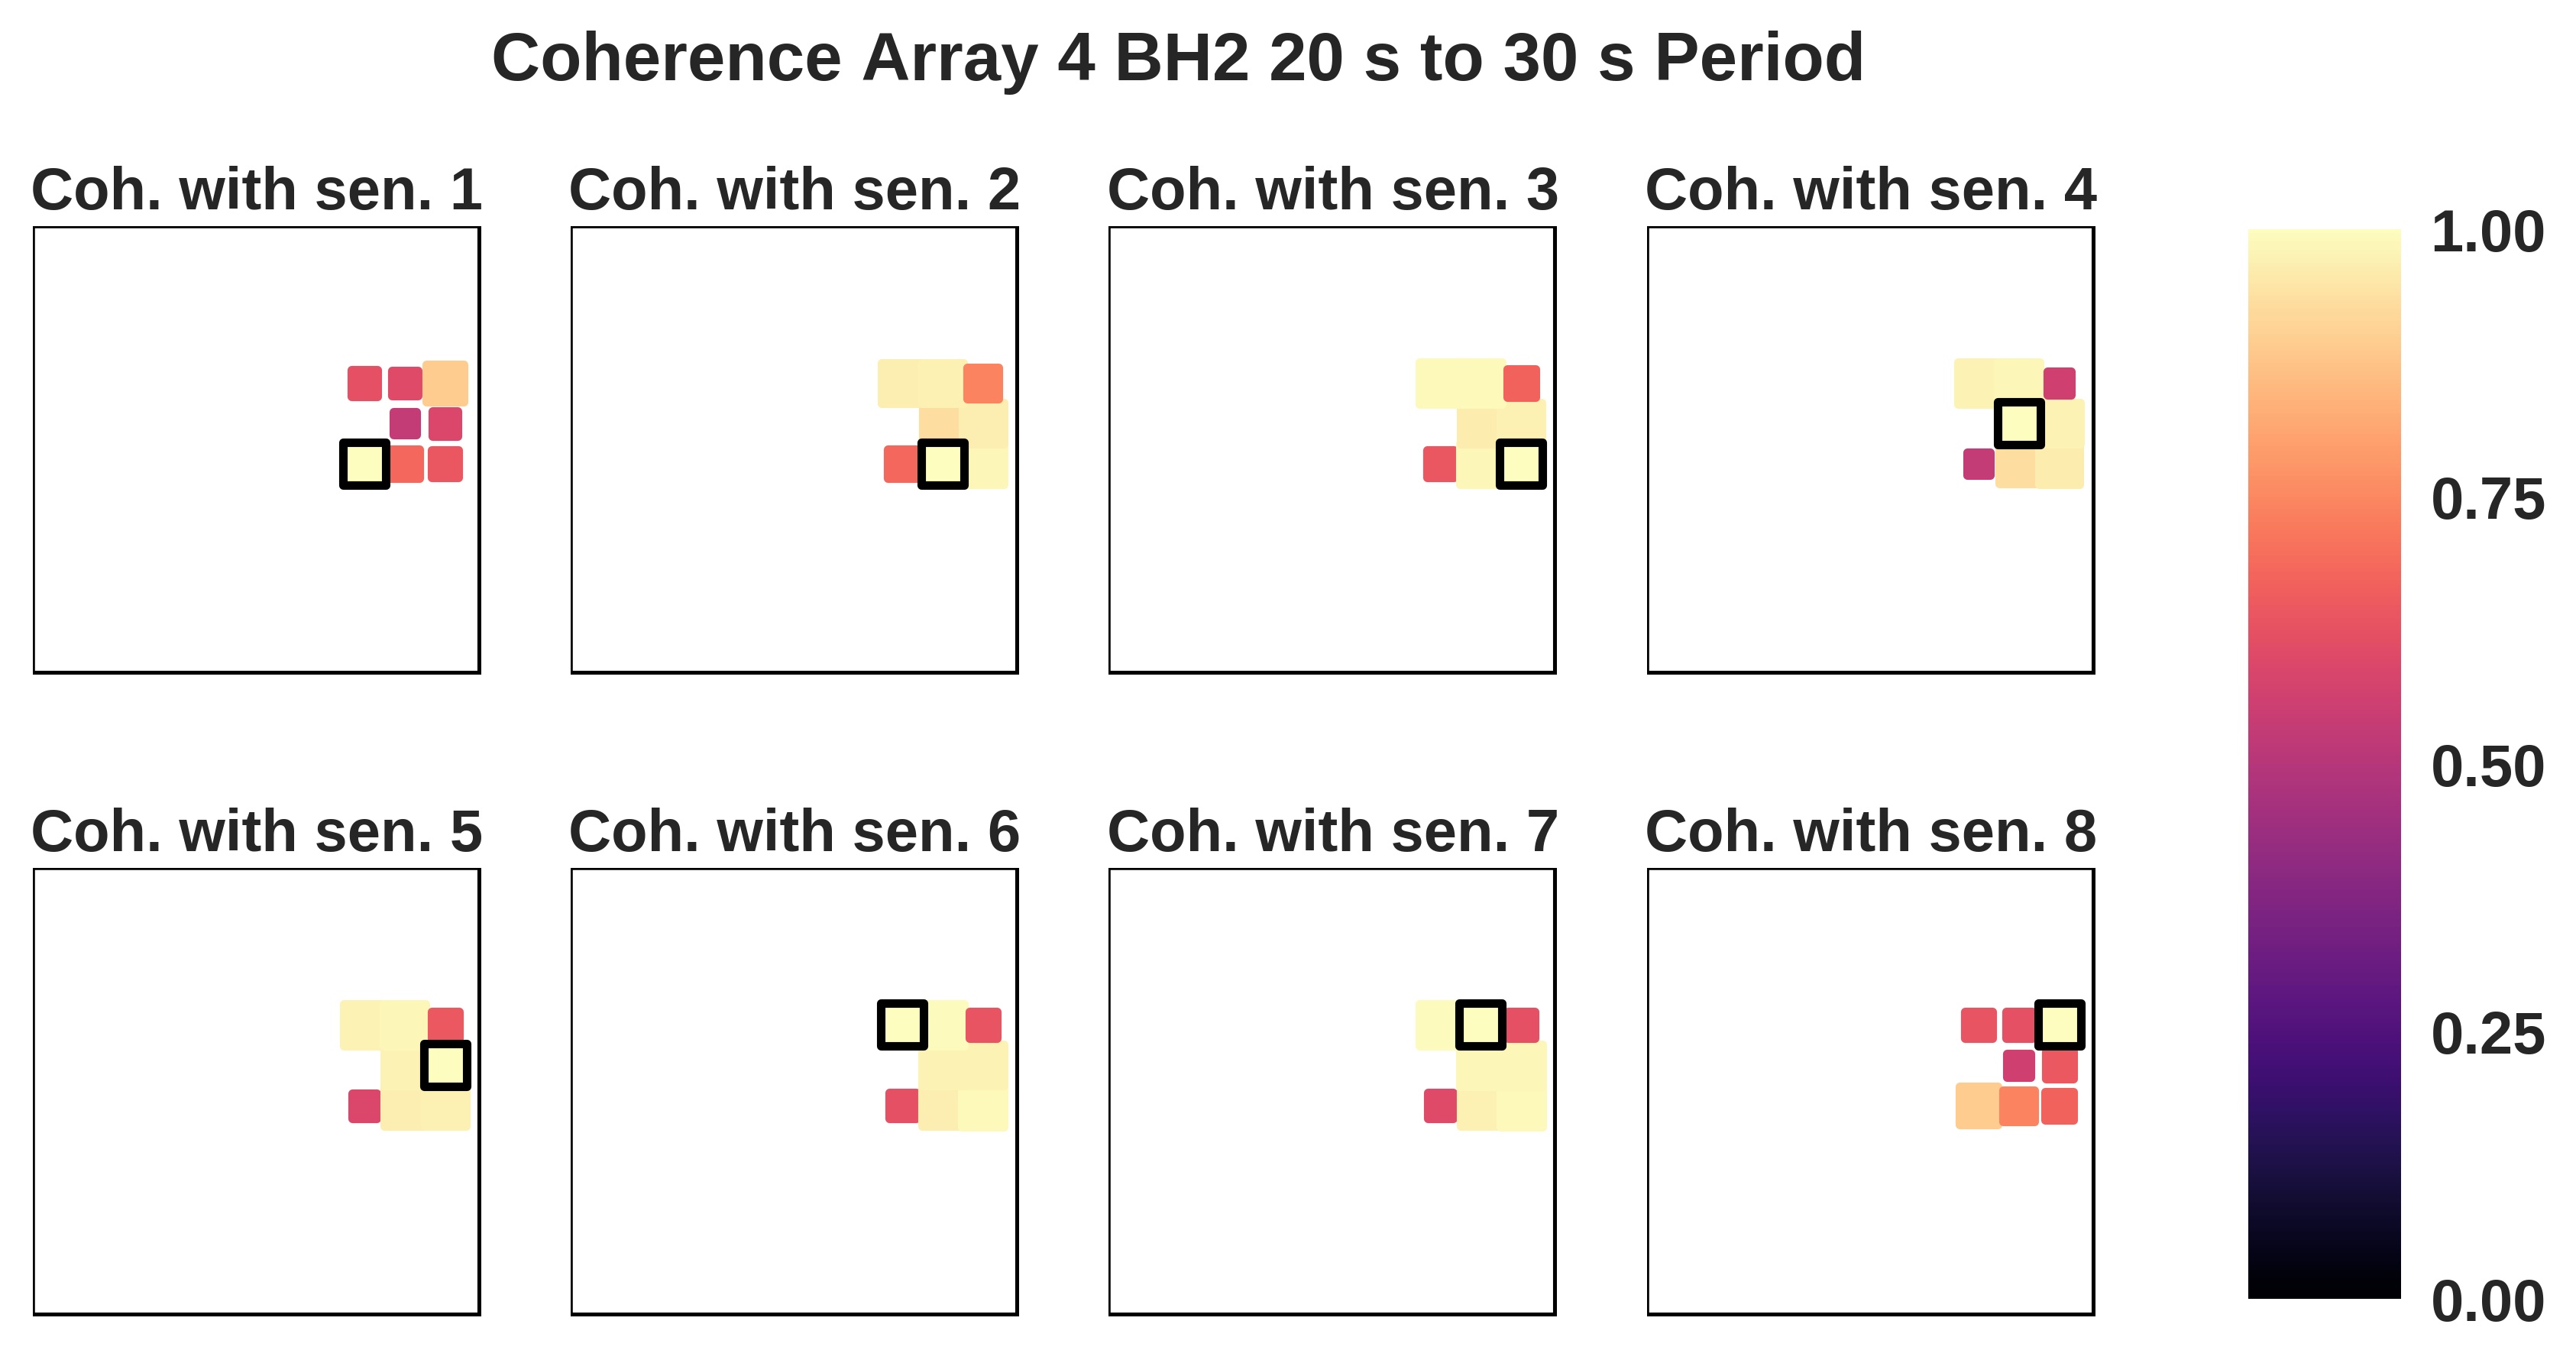 Coherence Array 4 BH2 20 s to 30 s Period
Coh. with sen. 1
Coh. with sen. 2
Coh. with sen. 3
Coh. with sen. 4
Coh. with sen. 5
Coh. with sen. 6
Coh. with sen. 7
Coh. with sen. 8
1.00
0.75
0.50
0.25
0.00